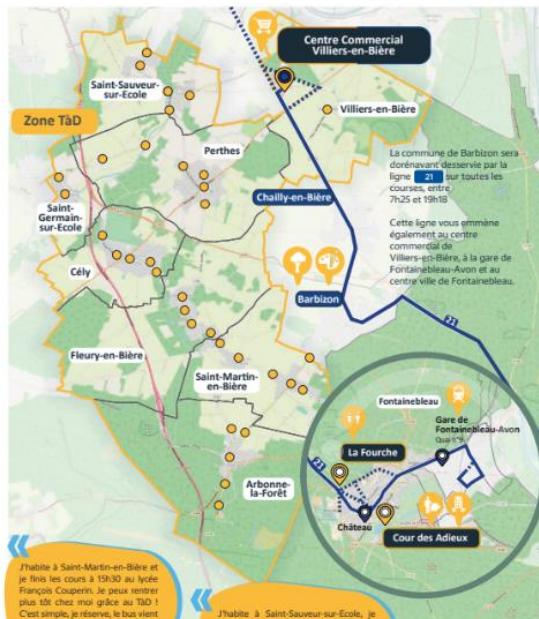 Centre Commercial
Villiers-en-Bière
Saint-Sauveur-
sur-Ecole
Villiers-en-Bière
Zone TàD
Perthes
La commune de Barbizon sera
dorénavant desservie par la
ligne 21 sur toutes les
courses, entre
7h25 et 19h18
Chailly-en-Bière
Saint-
Germain-
sur-Ecole
Cette ligne vous emmène
également au centre
commercial de
Villiers-en-Bière, à la gare de
Fontainebleau-Avon et au
centre ville de Fontainebleau.
Cély
Barbizon
21
Fleury-en-Bière
Saint-Martin-
en-Bière
Fontainebleau
Gare de
Fontainebleau-Avon
Quai n°9
La Fourche
21
Arbonne-
la-Forêt
Château
Cour des Adieux
J'habite à Saint-Martin-en-Bière et
je finis les cours à 15h30 au lycée
François Couperin. Je peux rentrer
plus tôt chez moi grâce au TàD !
C'est simple, je réserve, le bus vient
J'habite à Saint-Sauveur-sur-Ecole, je